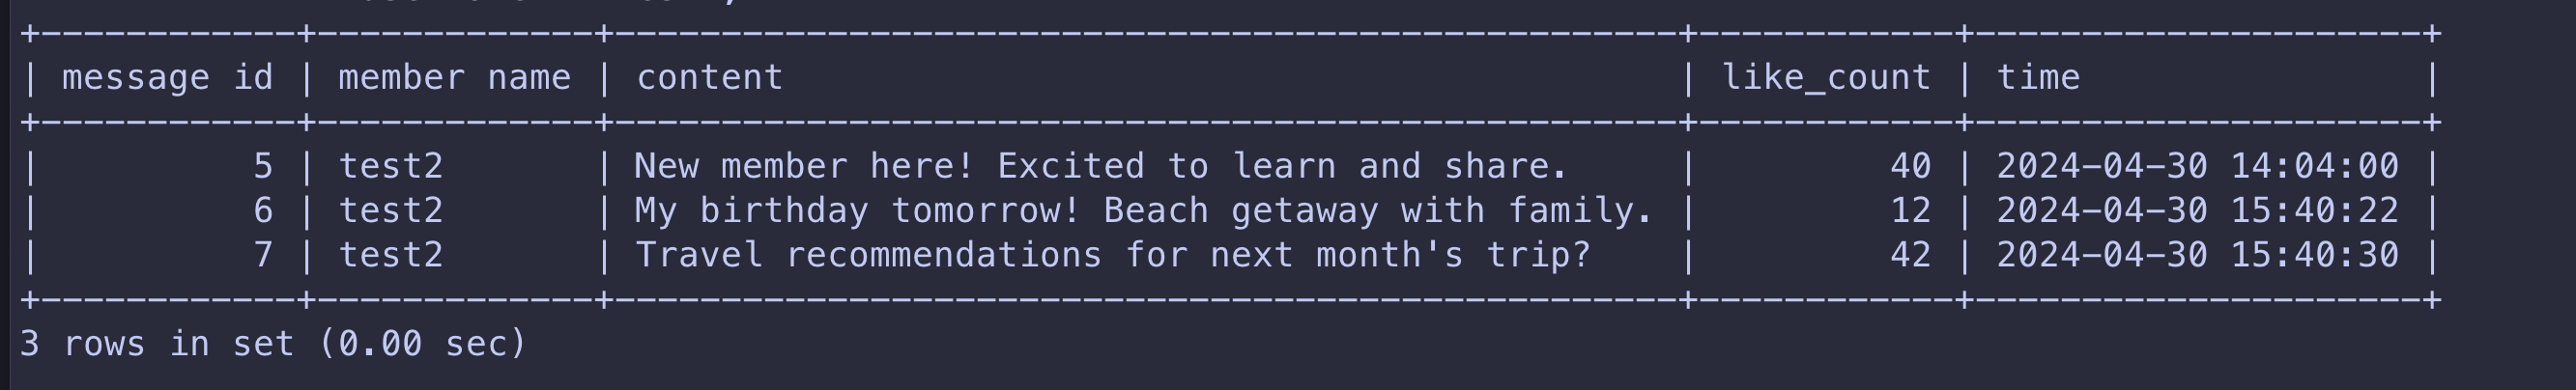 +------------+-------------+--------------------------------------------------+------------+---------------------+
| message id | member name | content                                          | like_count | time                |
+------------+-------------+--------------------------------------------------+------------+---------------------+
|          5 | test2       | New member here! Excited to learn and share.     |         40 | 2024-04-30 14:04:00 |
|          6 | test2       | My birthday tomorrow! Beach getaway with family. |         12 | 2024-04-30 15:40:22 |
|          7 | test2       | Travel recommendations for next month's trip?    |         42 | 2024-04-30 15:40:30 |
+------------+-------------+--------------------------------------------------+------------+---------------------+
3 rows in set (0.00 sec)